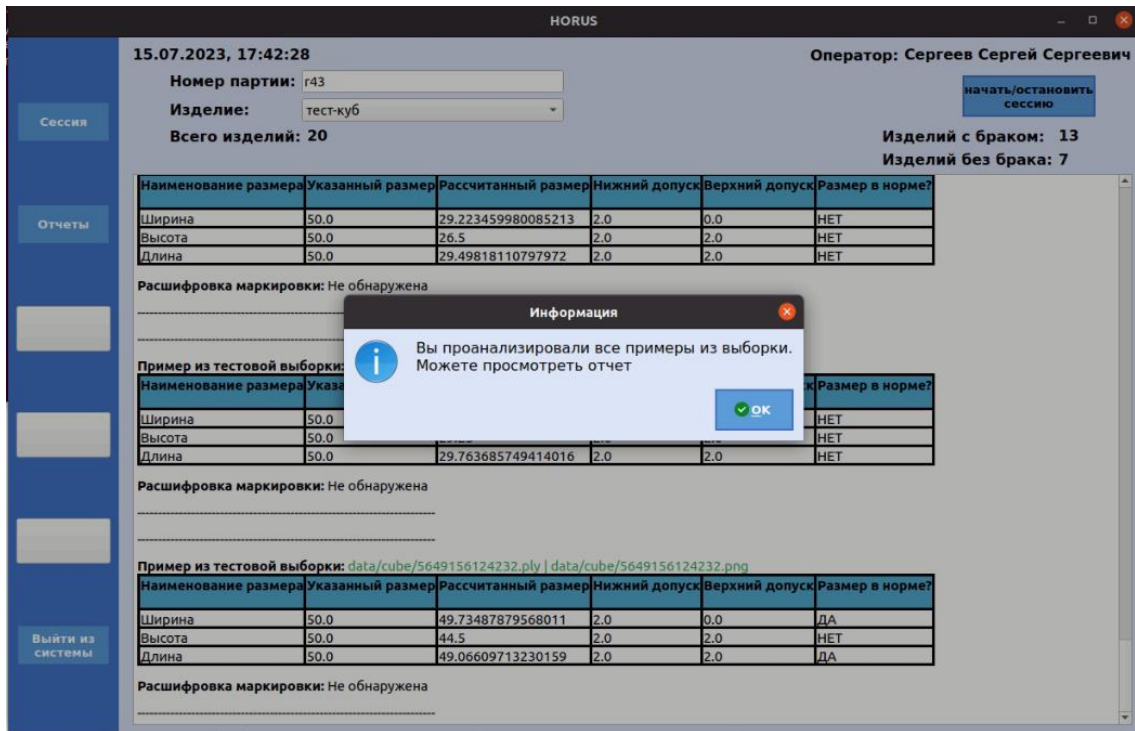 HORUS
15.07.2023, 17:42:28
Оператор: Сергеев Сергей Сергеевич
Номер партии: r43
Изделие: тест-куб
Всего изделий: 20
начать/остановить
сессию
Изделий с браком: 13
Изделий без брака: 7
Сессия
Отчеты
Выйти из
системы
Наименование размера Указанный размер Рассчитанный размер Нижний допуск Верхний допуск Размер в норме?
Ширина 50.0 29.223459980085213 2.0 0.0 НЕТ
Высота 50.0 26.5 2.0 2.0 НЕТ
Длина 50.0 29.49818110797972 2.0 2.0 НЕТ
Расшифровка маркировки: Не обнаружена
Информация
Вы проанализировали все примеры из выборки.
Можете просмотреть отчет
OK
Пример из тестовой выборки:
Наименование размера Размер в норме?
Ширина 50.0 НЕТ
Высота 50.0 НЕТ
Длина 50.0 29.763685749414016 2.0 2.0 НЕТ
Расшифровка маркировки: Не обнаружена
Пример из тестовой выборки: data/cube/5649156124232.ply | data/cube/5649156124232.png
Наименование размера Указанный размер Рассчитанный размер Нижний допуск Верхний допуск Размер в норме?
Ширина 50.0 49.73487879568011 2.0 0.0 ДА
Высота 50.0 44.5 2.0 2.0 НЕТ
Длина 50.0 49.06609713230159 2.0 2.0 ДА
Расшифровка маркировки: Не обнаружена